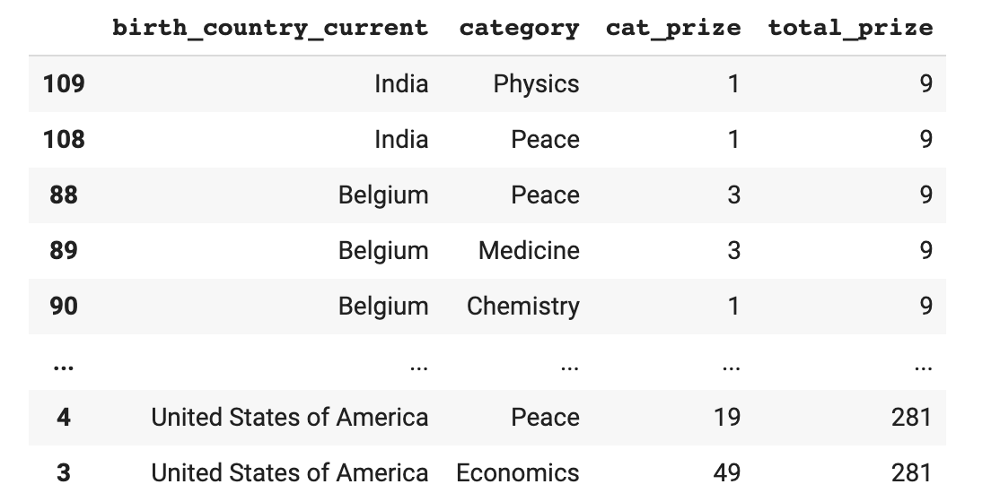 birth_country_current category cat_prize total_prize
109 India Physics 1 9
108 India Peace 1 9
88 Belgium Peace 3 9
89 Belgium Medicine 3 9
90 Belgium Chemistry 1 9
... ... ... ... ...
4 United States of America Peace 19 281
3 United States of America Economics 49 281